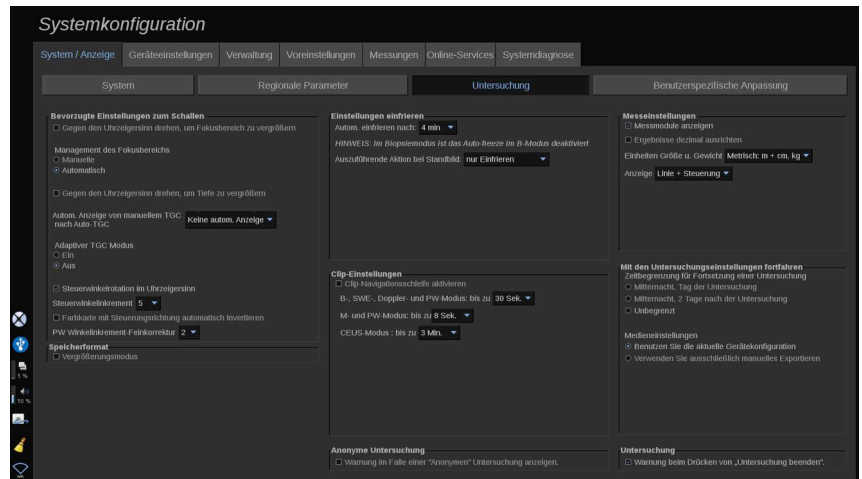 Systemkonfiguration
System / Anzeige
Geräteeinstellungen
Verwaltung
Voreinstellungen
Messungen
Online-Services
Systemdiagnose
System
Regionale Parameter
Untersuchung
Benutzerspezifische Anpassung
Bevorzugte Einstellungen zum Schallen
Gegen den Uhrzeigersinn drehen, um Fokusbereich zu vergrößern
Management des Fokusbereichs
Manuelle
Automatisch
Gegen den Uhrzeigersinn drehen, um Tiefe zu vergrößern
Autom. Anzeige von manuellem TGC
nach Auto-TGC
Keine autom. Anzeige
Adaptiver TGC Modus
Ein
Aus
Steuerwinkelrotation im Uhrzeigersinn
Steuerwinkelinkrement 5
Farbkarte mit Steuerungsrichtung automatisch invertieren
PW Winkelinkrement-Feinkorrektur 2
Speicherformat
Vergrößerungsmodus
5 %
50 %
Einstellungen einfrieren
Autom. einfrieren nach: 4 min
HINWEIS: Im Biopsiemodus ist das Auto-freeze im B-Modus deaktiviert
Auszuführende Aktion bei Standbild: nur Einfrieren
Clip-Einstellungen
Clip-Navigationsschleife aktivieren
B-, SWE-, Doppler- und PW-Modus: bis zu 30 Sek.
M- und PW-Modus: bis zu 8 Sek.
CEUS-Modus : bis zu 3 Min.
Anonyme Untersuchung
Warnung im Falle einer "Anonymen" Untersuchung anzeigen.
Messeinstellungen
Messmodule anzeigen
Ergebnisse dezimal ausrichten
Einheiten Größe u. Gewicht Metrisch: m + cm, kg
Anzeige Linie + Steuerung
Mit den Untersuchungseinstellungen fortfahren
Zeitbegrenzung für Fortsetzung einer Untersuchung
Mitternacht, Tag der Untersuchung
Mitternacht, 2 Tage nach der Untersuchung
Unbegrenzt
Medieneinstellungen
Benutzen Sie die aktuelle Gerätekonfiguration
Verwenden Sie ausschließlich manuelles Exportieren
Untersuchung
Warnung beim Drücken von „Untersuchung beenden".